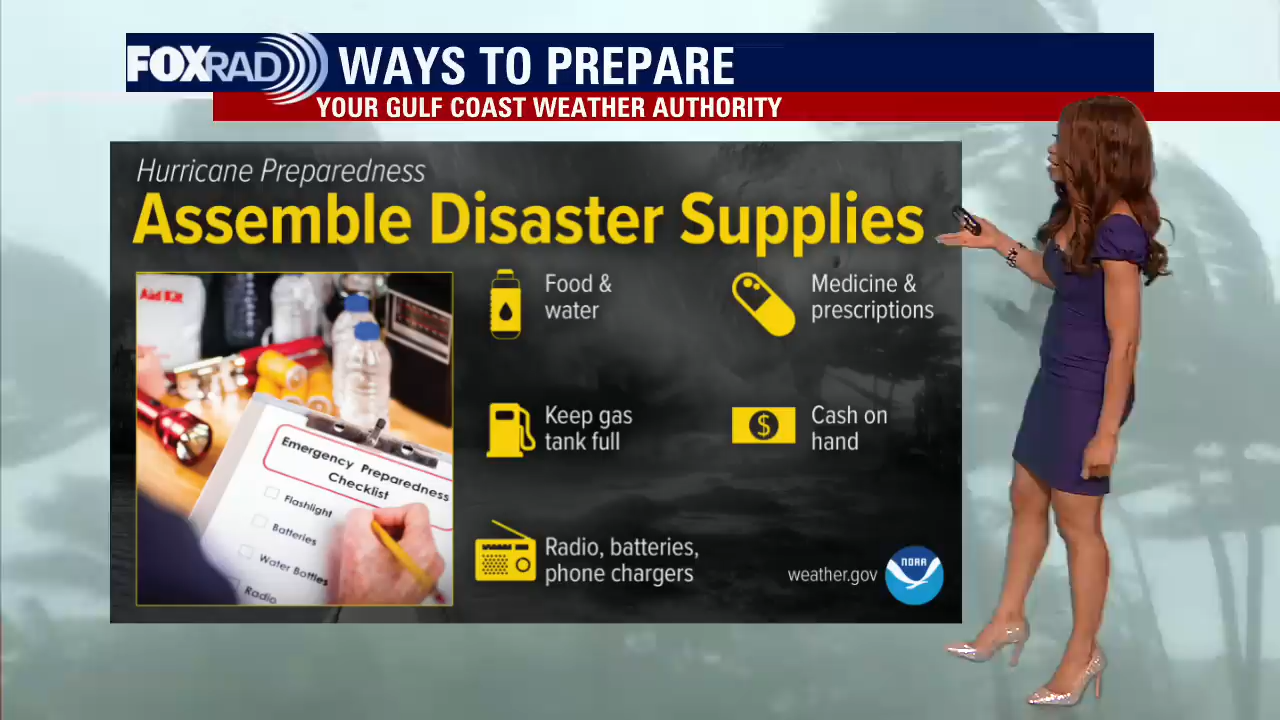 FOXRAD WAYS TO PREPARE
YOUR GULF COAST WEATHER AUTHORITY
Hurricane Preparedness
Assemble Disaster Supplies
Aid Kit
Emergency Preparedness
Checklist
Flashlight
Batteries
Water Bottles
Radio
Food &
water
Medicine &
prescriptions
Keep gas
tank full
$
Cash on
hand
Radio, batteries,
phone chargers
weather.gov
NOAA